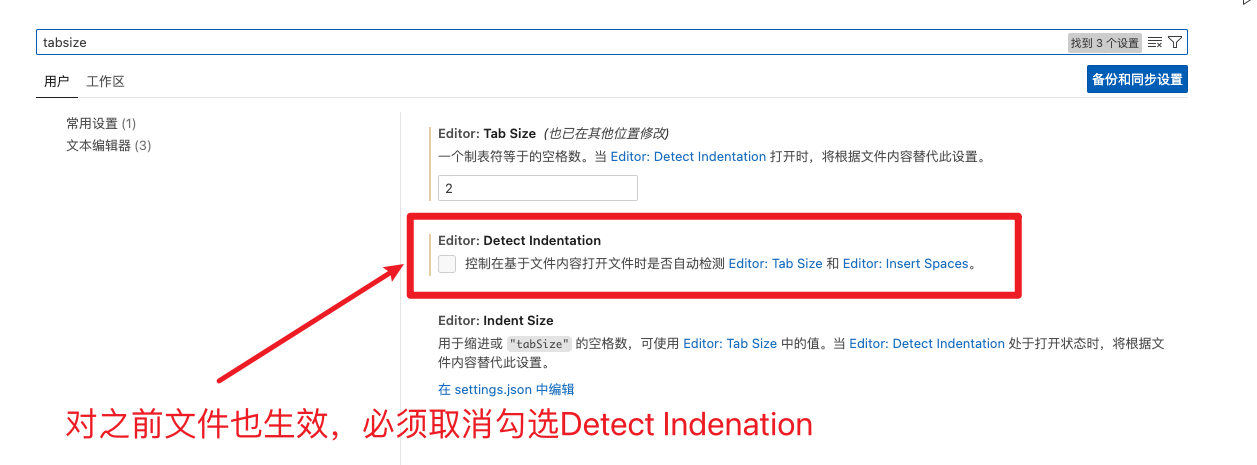 tabsize
找到 3 个设置
用户 工作区
备份和同步设置
常用设置 (1)
文本编辑器 (3)
Editor: Tab Size (也已在其他位置修改)
一个制表符等于的空格数。当 Editor: Detect Indentation 打开时，将根据文件内容替代此设置。
2
Editor: Detect Indentation
控制在基于文件内容打开文件时是否自动检测 Editor: Tab Size 和 Editor: Insert Spaces。
Editor: Indent Size
用于缩进或 "tabSize" 的空格数，可使用 Editor: Tab Size 中的值。当 Editor: Detect Indentation 处于打开状态时，将根据文
件内容替代此设置。
在 settings.json 中编辑
对之前文件也生效，必须取消勾选Detect Indenation